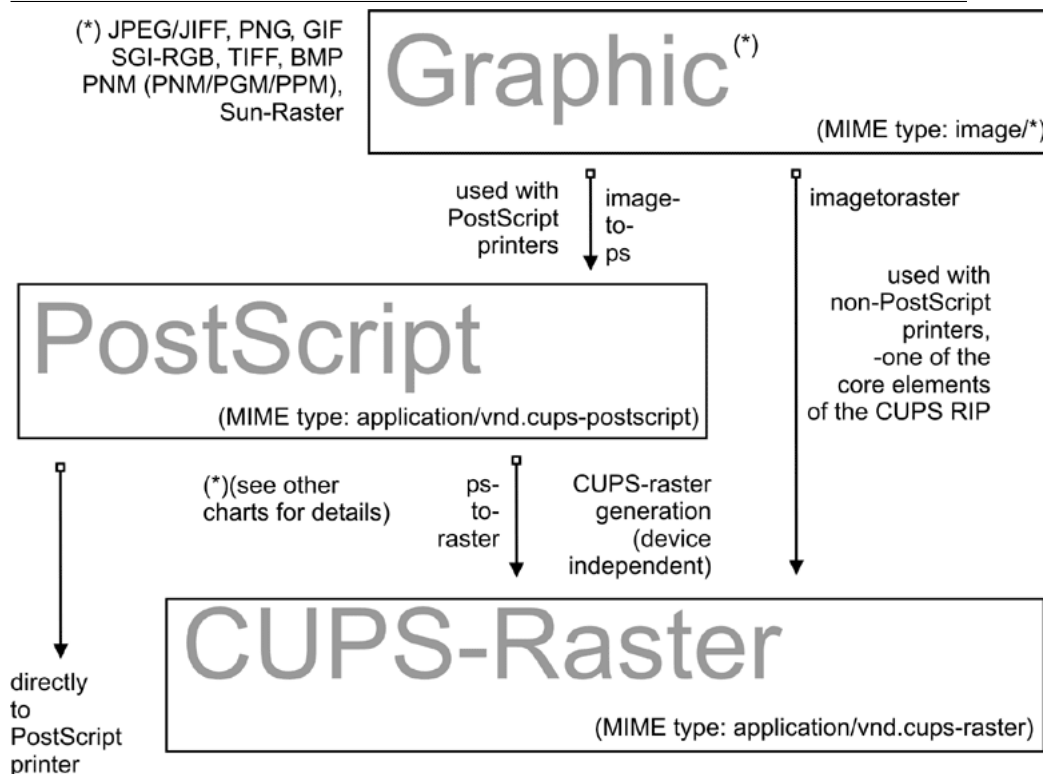 (*) JPEG/JIFF, PNG, GIF
SGI-RGB, TIFF, BMP
PNM (PNM/PGM/PPM),
Sun-Raster
Graphic(*)
(MIME type: image/*)
used with
PostScript
printers
image-
to-
ps
imagetoraster
used with
non-PostScript
printers,
-one of the
core elements
of the CUPS RIP
PostScript
(MIME type: application/vnd.cups-postscript)
(*)(see other
charts for details)
ps-
to-
raster
CUPS-raster
generation
(device
independent)
directly
to
PostScript
printer
CUPS-Raster
(MIME type: application/vnd.cups-raster)